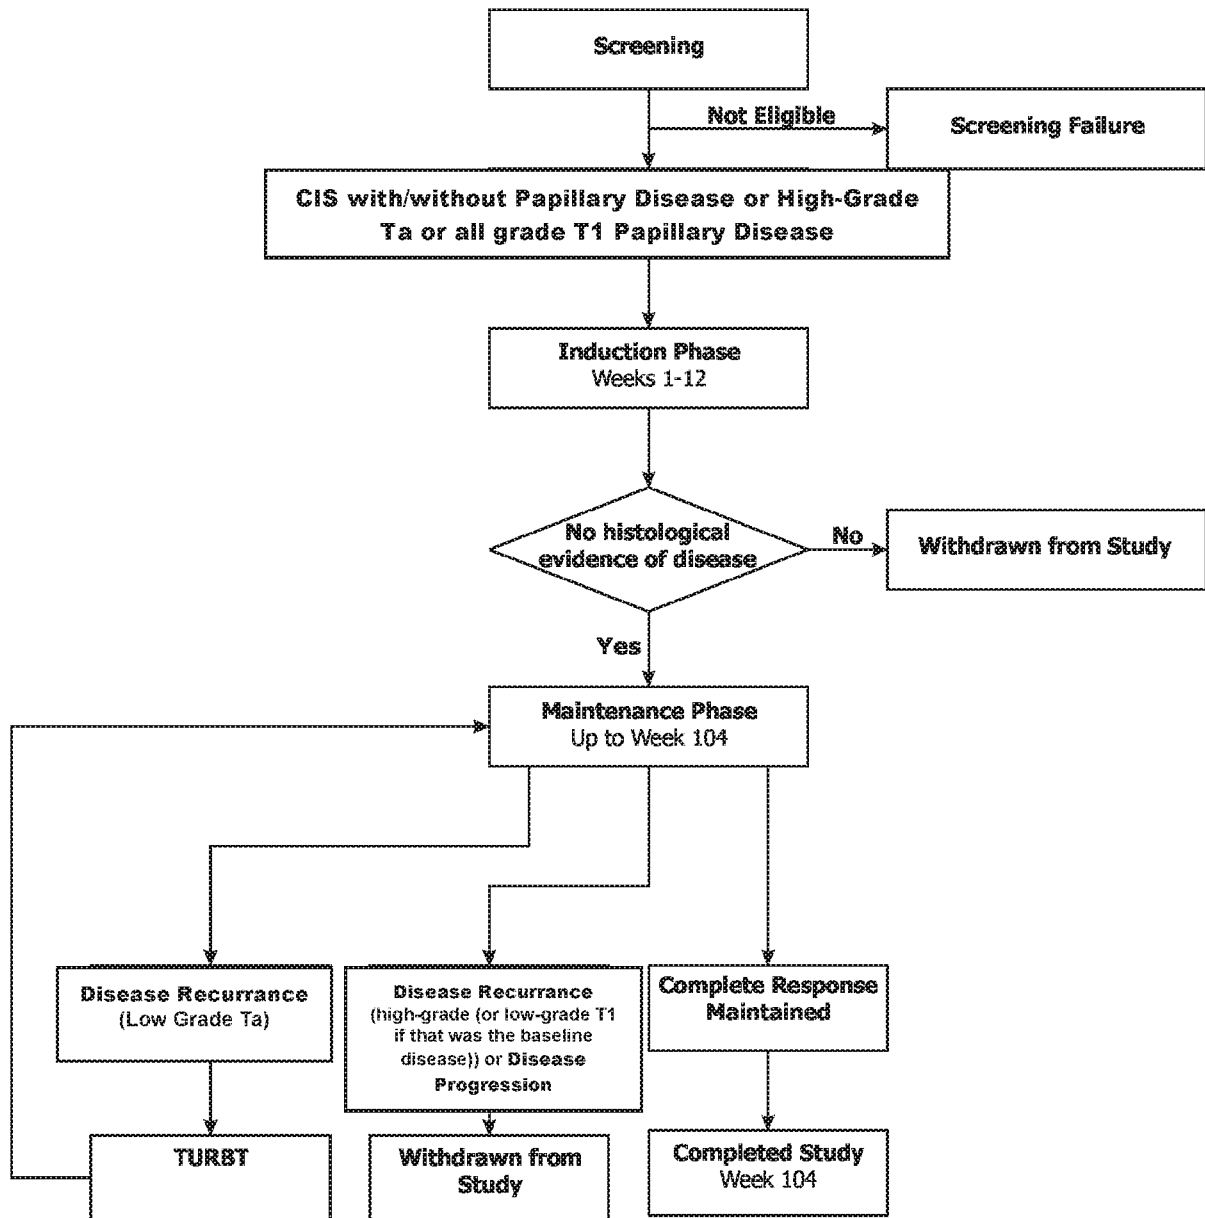 Screening
Not Eligible
Screening Failure
CIS with/without Papillary Disease or High-Grade
Ta or all grade T1 Papillary Disease
Induction Phase
Weeks 1-12
No histological
evidence of disease
No
Withdrawn from Study
Yes
Maintenance Phase
Up to Week 104
Disease Recurrance
(Low Grade Ta)
Disease Recurrance
(high-grade (or low-grade T1
if that was the baseline
disease)) or Disease
Progression
Complete Response
Maintained
TURBT
Withdrawn from
Study
Completed Study
Week 104